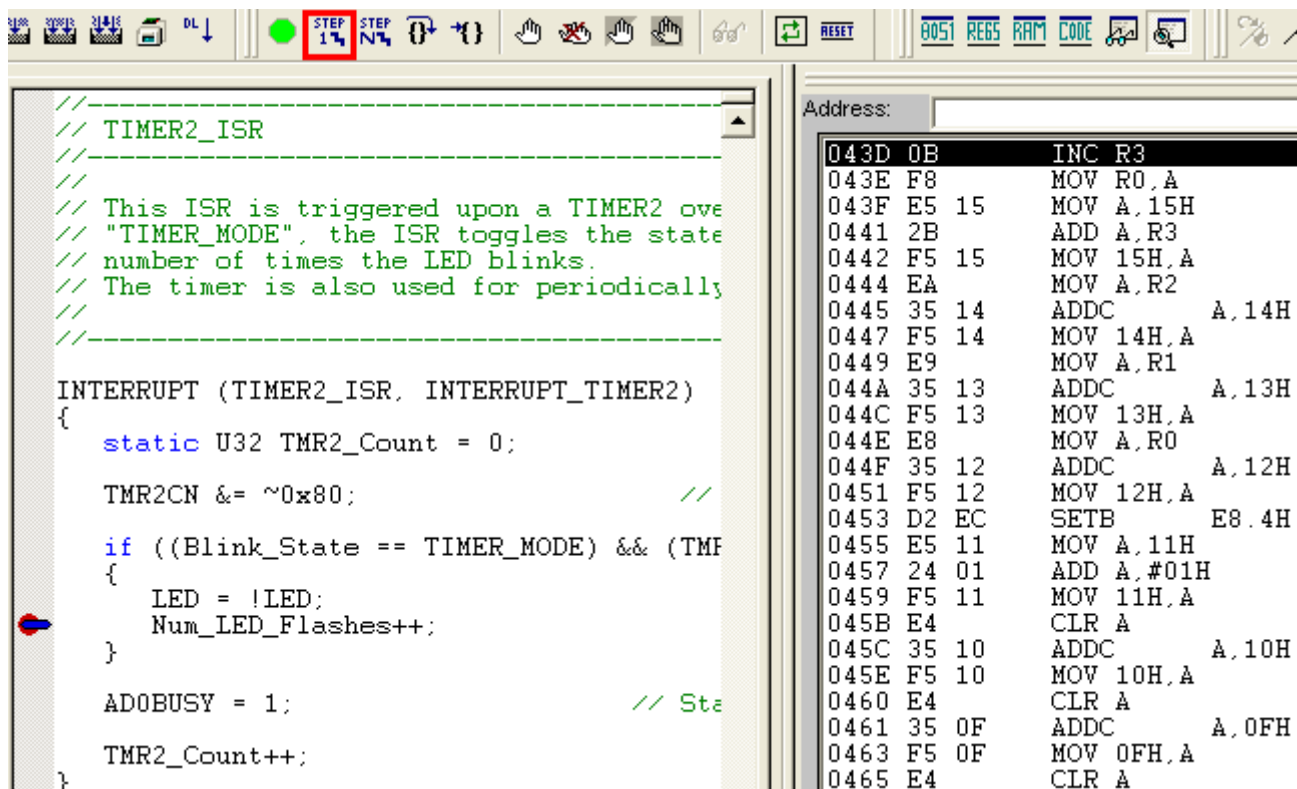 DL
STEP 1
STEP N
{}
{}
RESET
8051 REGS RAM CODE
//
// TIMER2_ISR
//
//
// This ISR is triggered upon a TIMER2 ove
// "TIMER_MODE", the ISR toggles the state
// number of times the LED blinks.
// The timer is also used for periodically
//
//
INTERRUPT (TIMER2_ISR, INTERRUPT_TIMER2)
{
static U32 TMR2_Count = 0;
TMR2CN &= ~0x80; //
if ((Blink_State == TIMER_MODE) && (TMR
{
LED = !LED;
Num_LED_Flashes++;
}
AD0BUSY = 1; // Sta
TMR2_Count++;
}
Address:
043D 0B INC R3
043E F8 MOV R0,A
043F E5 15 MOV A,15H
0441 2B ADD A,R3
0442 F5 15 MOV 15H,A
0444 EA MOV A,R2
0445 35 14 ADDC A,14H
0447 F5 14 MOV 14H,A
0449 E9 MOV A,R1
044A 35 13 ADDC A,13H
044C F5 13 MOV 13H,A
044E E8 MOV A,R0
044F 35 12 ADDC A,12H
0451 F5 12 MOV 12H,A
0453 D2 EC SETB E8.4H
0455 E5 11 MOV A,11H
0457 24 01 ADD A,#01H
0459 F5 11 MOV 11H,A
045B E4 CLR A
045C 35 10 ADDC A,10H
045E F5 10 MOV 10H,A
0460 E4 CLR A
0461 35 0F ADDC A,0FH
0463 F5 0F MOV 0FH,A
0465 E4 CLR A